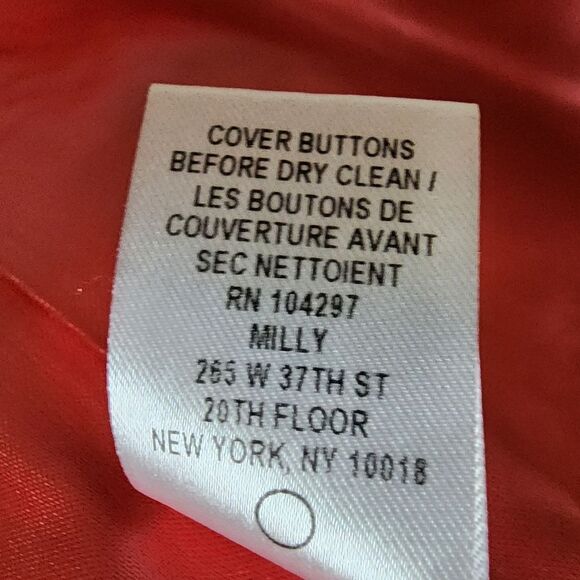 COVER BUTTONS
BEFORE DRY CLEAN /
LES BOUTONS DE
COUVERTURE AVANT
SEC NETTOIENT
RN 104297
MILLY
265 W 37TH ST
20TH FLOOR
NEW YORK, NY 10018